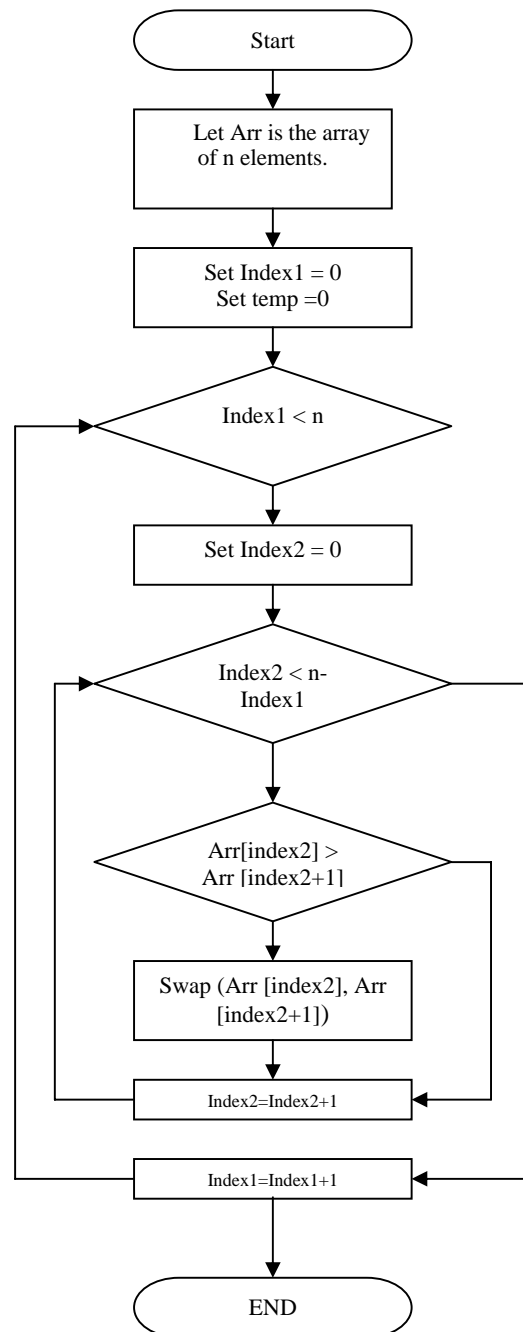 Start
Let Arr is the array
of n elements.
Set Index1 = 0
Set temp =0
Index1 < n
Set Index2 = 0
Index2 < n-
Index1
Arr[index2] >
Arr [index2+1]
Swap (Arr [index2], Arr
[index2+1])
Index2=Index2+1
Index1=Index1+1
END